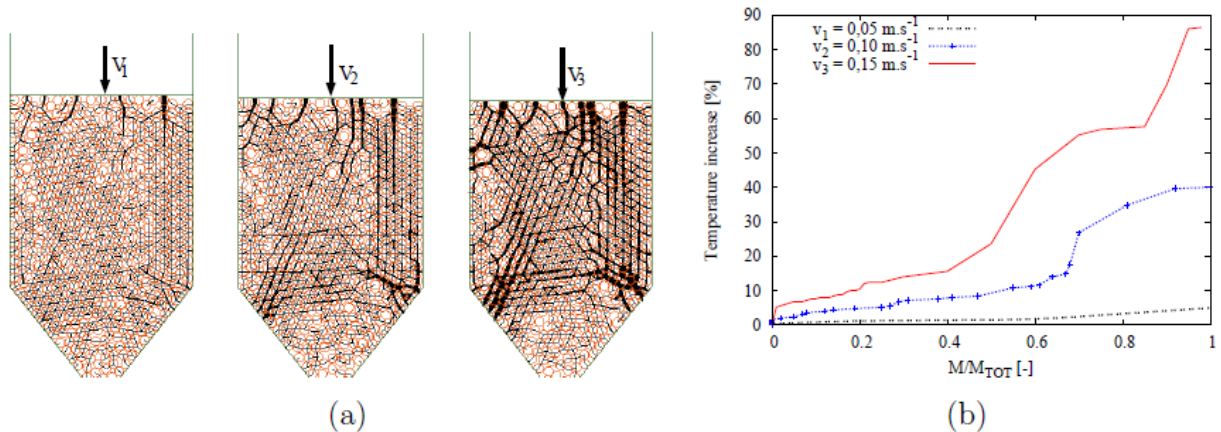 V1
V2
V3
(a)
v1 = 0,05 m.s-1
v2 = 0,10 m.s-1
v3 = 0,15 m.s-1
Temperature increase [%]
90
80
70
60
50
40
30
20
10
0
0 0.2 0.4 0.6 0.8 1
M/MTOT [-]
(b)